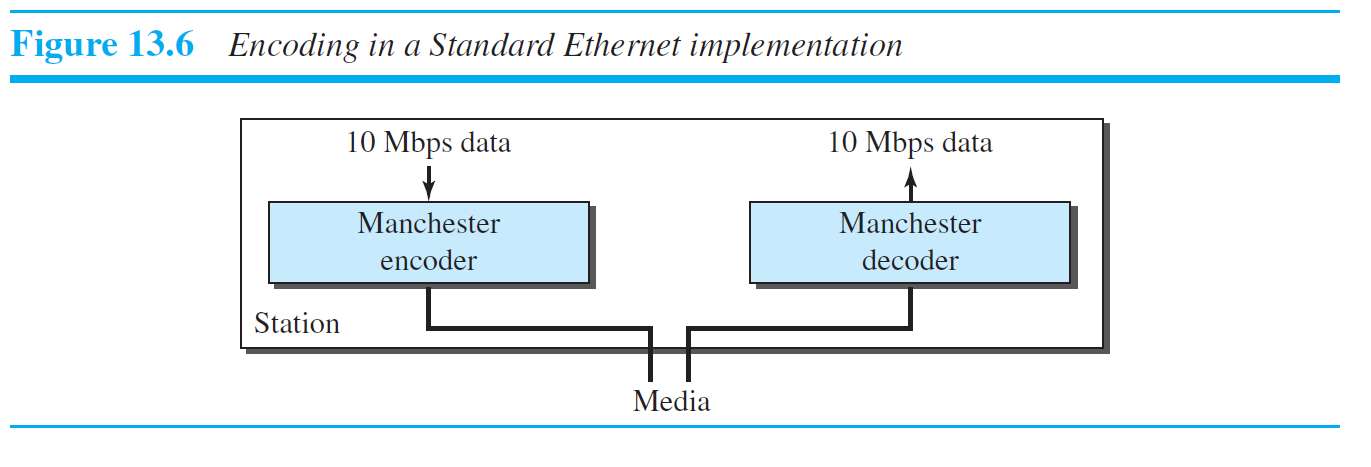 Figure 13.6 Encoding in a Standard Ethernet implementation
10 Mbps data
10 Mbps data
Manchester
encoder
Manchester
decoder
Station
Media